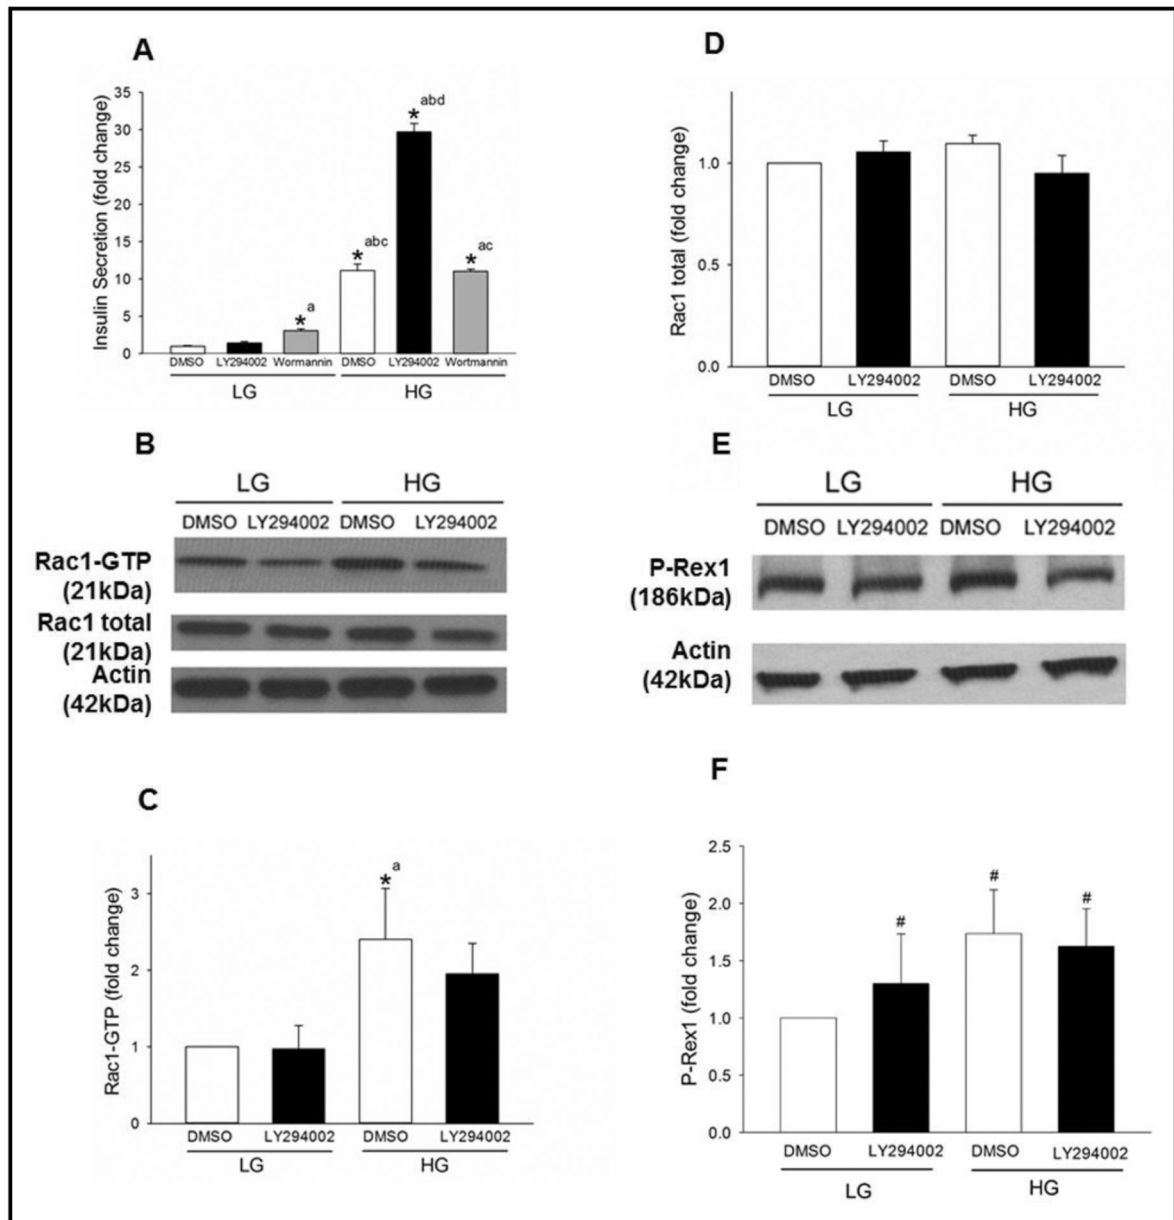 A
Insulin Secretion (fold change)
35
30
25
20
15
10
5
0
* a
* abc
* abd
* ac
DMSO LY294002 Wormannin DMSO LY294002 Wortmannin
LG HG
B
LG HG
DMSO LY294002 DMSO LY294002
Rac1-GTP
(21kDa)
Rac1 total
(21kDa)
Actin
(42kDa)
C
Rac1-GTP (fold change)
3
2
1
0
* a
DMSO LY294002 DMSO LY294002
LG HG
D
Rac1 total (fold change)
1.0
0.5
0.0
DMSO LY294002 DMSO LY294002
LG HG
E
LG HG
DMSO LY294002 DMSO LY294002
P-Rex1
(186kDa)
Actin
(42kDa)
F
P-Rex1 (fold change)
2.5
2.0
1.5
1.0
0.5
0.0
# # #
DMSO LY294002 DMSO LY294002
LG HG